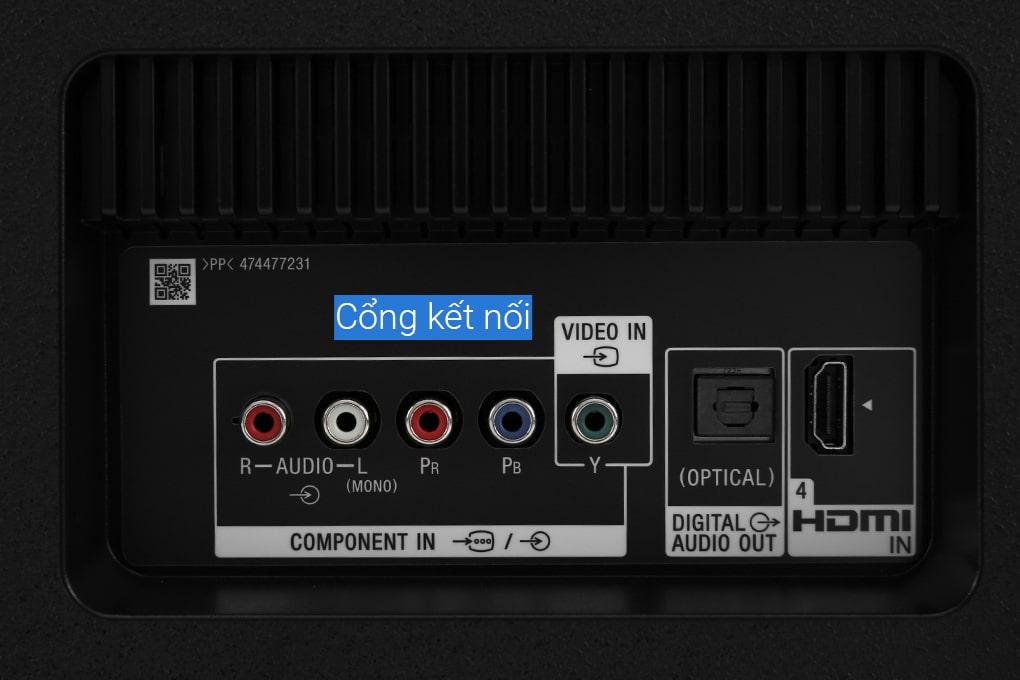 >PP< 474477231
Cổng kết nối
VIDEO IN
R—AUDIO—L
(MONO)
PR
PB
Y
COMPONENT IN /
(OPTICAL)
DIGITAL
AUDIO OUT
4
HDMI
IN